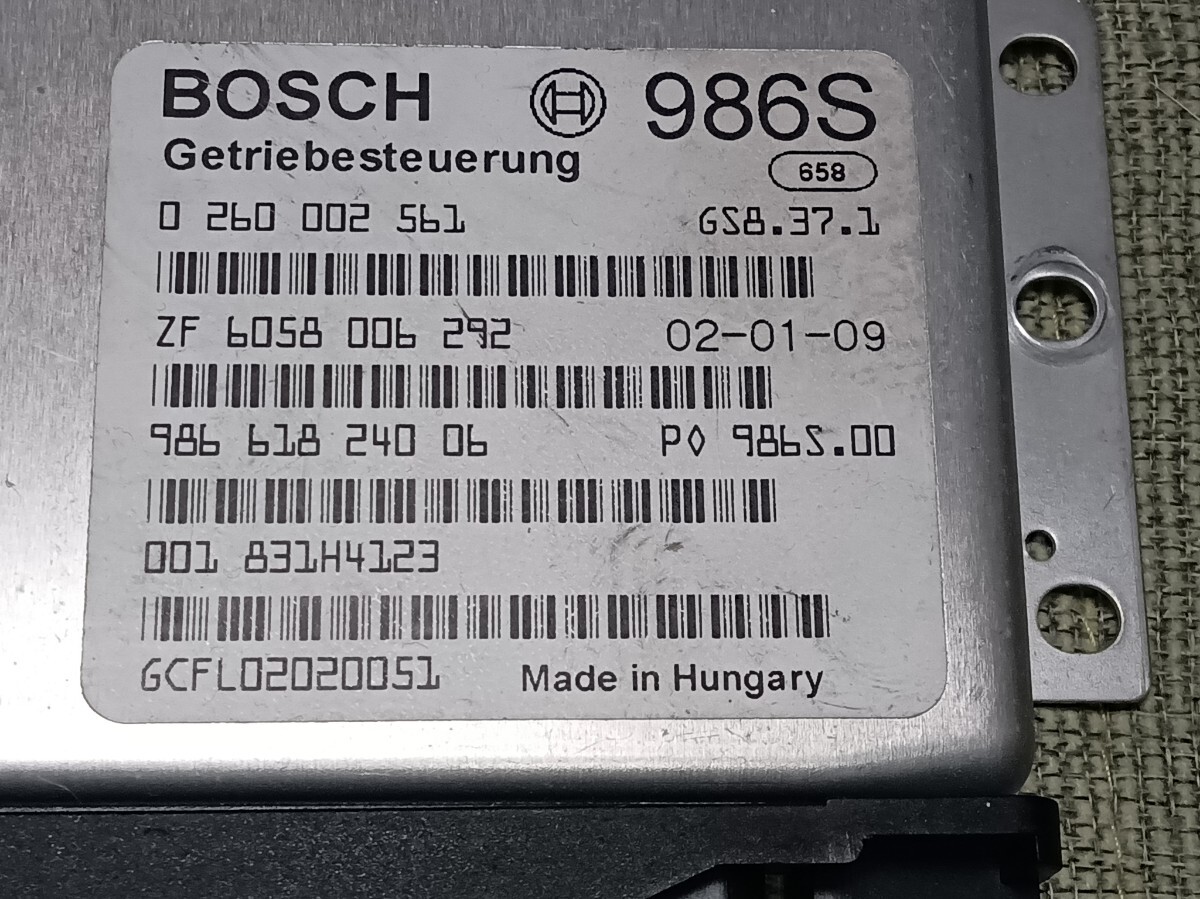 BOSCH 986S
Getriebesteuerung 658
0 260 002 561 GS8.37.1
ZF 6058 006 292 02-01-09
986 618 240 06 P◊ 986S.00
001 831H4123
GCFL02020051 Made in Hungary